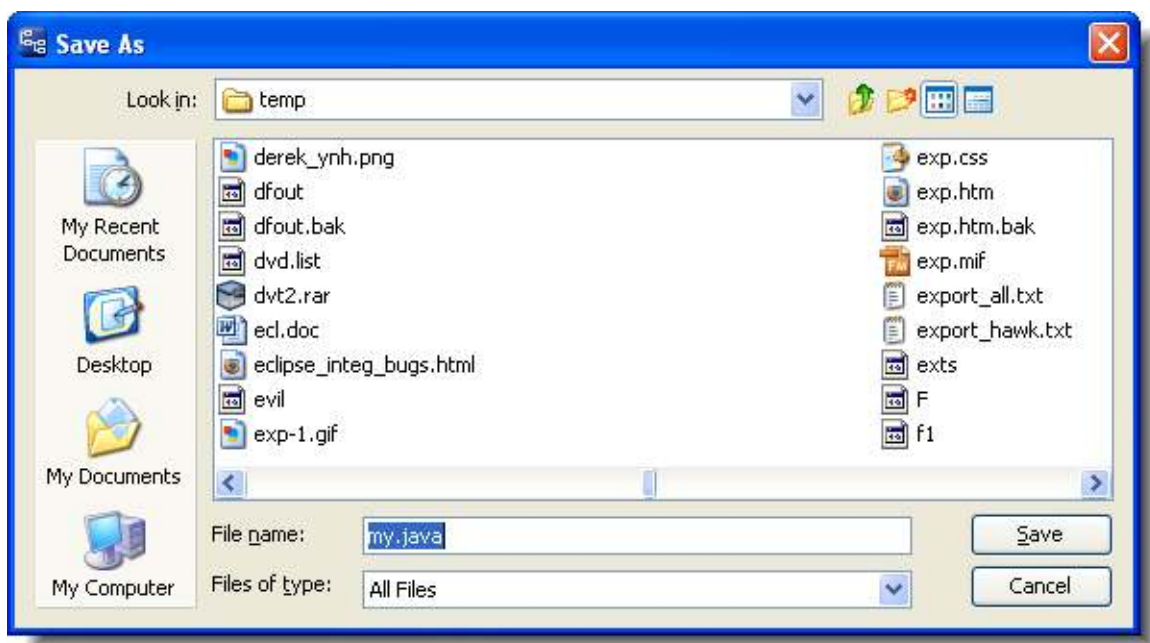 Save As
Look in:
temp
My Recent
Documents
Desktop
My Documents
My Computer
derek_ynh.png
dfout
dfout.bak
dvd.list
dvt2.rar
ecl.doc
eclipse_integ_bugs.html
evil
exp-1.gif
exp.css
exp.htm
exp.htm.bak
exp.mif
export_all.txt
export_hawk.txt
exts
F
f1
File name:
my.java
Save
Files of type:
All Files
Cancel